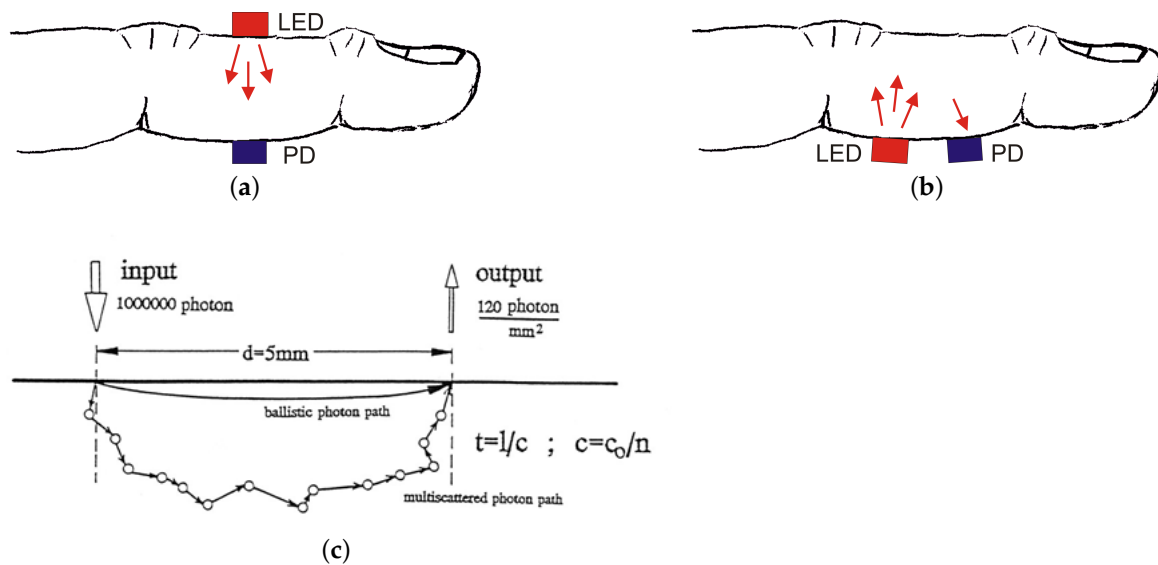 LED
PD
(a)
LED
PD
(b)
input
1000000 photon
output
120 photon
mm²
d=5mm
ballistic photon path
t=l/c ; c=c₀/n
multiscattered photon path
(c)